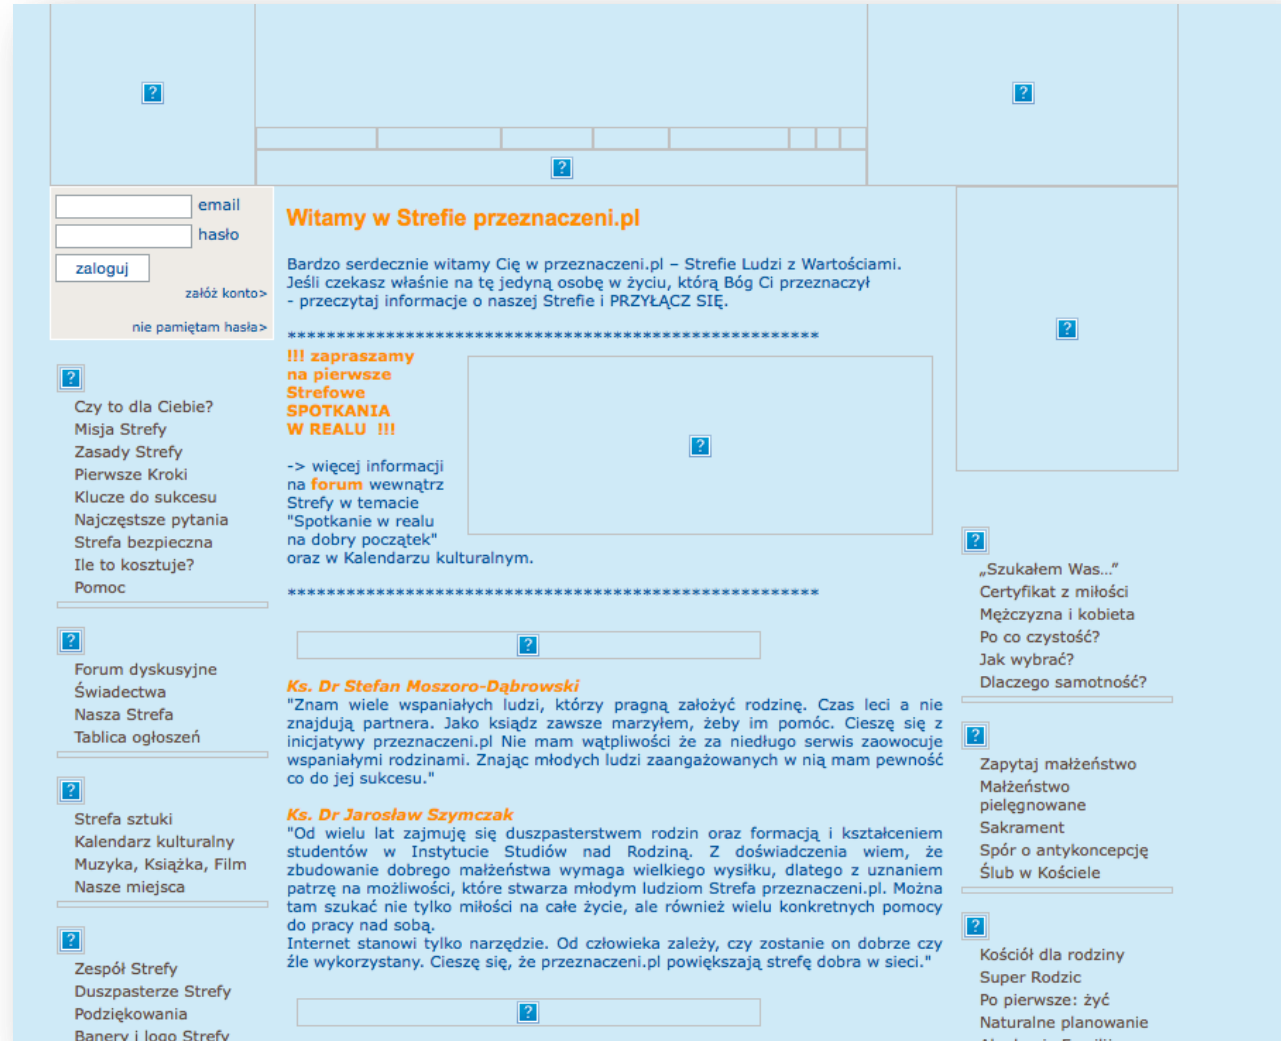 email
hasło
zaloguj
załóż konto>
nie pamiętam hasła>
Czy to dla Ciebie?
Misja Strefy
Zasady Strefy
Pierwsze Kroki
Klucze do sukcesu
Najczęstsze pytania
Strefa bezpieczna
Ile to kosztuje?
Pomoc
Forum dyskusyjne
Świadectwa
Nasza Strefa
Tablica ogłoszeń
Strefa sztuki
Kalendarz kulturalny
Muzyka, Książka, Film
Nasze miejsca
Zespół Strefy
Duszpasterze Strefy
Podziękowania
Banery i logo Strefy
Witamy w Strefie przeznaczeni.pl
Bardzo serdecznie witamy Cię w przeznaczeni.pl – Strefie Ludzi z Wartościami.
Jeśli czekasz właśnie na tę jedyną osobę w życiu, którą Bóg Ci przeznaczył
- przeczytaj informacje o naszej Strefie i PRZYŁĄCZ SIĘ.
******************************************************
!!! zapraszamy
na pierwsze
Strefowe
SPOTKANIA
W REALU !!!
-> więcej informacji
na forum wewnątrz
Strefy w temacie
"Spotkanie w realu
na dobry początek"
oraz w Kalendarzu kulturalnym.
******************************************************
Ks. Dr Stefan Moszoro-Dąbrowski
"Znam wiele wspaniałych ludzi, którzy pragną założyć rodzinę. Czas leci a nie
znajdują partnera. Jako ksiądz zawsze marzyłem, żeby im pomóc. Cieszę się z
inicjatywy przeznaczeni.pl Nie mam wątpliwości że za niedługo serwis zaowocuje
wspaniałymi rodzinami. Znając młodych ludzi zaangażowanych w nią mam pewność
co do jej sukcesu."
Ks. Dr Jarosław Szymczak
"Od wielu lat zajmuję się duszpasterstwem rodzin oraz formacją i kształceniem
studentów w Instytucie Studiów nad Rodziną. Z doświadczenia wiem, że
zbudowanie dobrego małżeństwa wymaga wielkiego wysiłku, dlatego z uznaniem
patrzę na możliwości, które stwarza młodym ludziom Strefa przeznaczeni.pl. Można
tam szukać nie tylko miłości na całe życie, ale również wielu konkretnych pomocy
do pracy nad sobą.
Internet stanowi tylko narzędzie. Od człowieka zależy, czy zostanie on dobrze czy
źle wykorzystany. Cieszę się, że przeznaczeni.pl powiększają strefę dobra w sieci."
„Szukałem Was..."
Certyfikat z miłości
Mężczyzna i kobieta
Po co czystość?
Jak wybrać?
Dlaczego samotność?
Zapytaj małżeństwo
Małżeństwo
pielęgnowane
Sakrament
Spór o antykoncepcję
Ślub w Kościele
Kościół dla rodziny
Super Rodzic
Po pierwsze: żyć
Naturalne planowanie